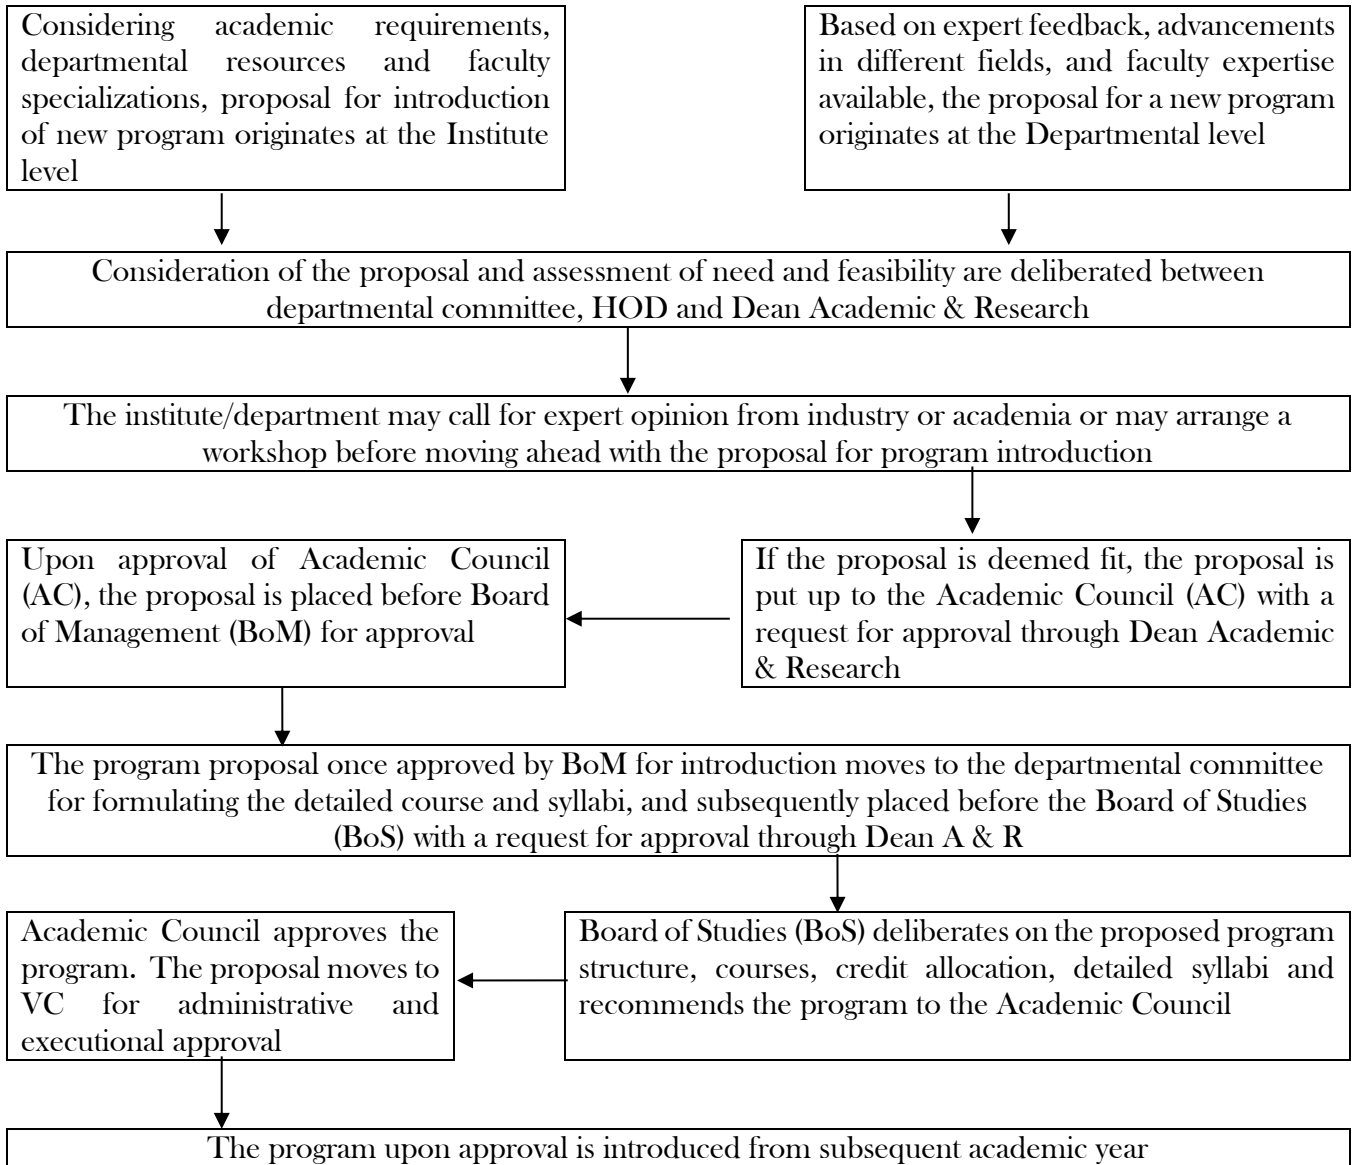 Considering academic requirements,
departmental resources and faculty
specializations, proposal for introduction
of new program originates at the Institute
level
Based on expert feedback, advancements
in different fields, and faculty expertise
available, the proposal for a new program
originates at the Departmental level
Consideration of the proposal and assessment of need and feasibility are deliberated between
departmental committee, HOD and Dean Academic & Research
The institute/department may call for expert opinion from industry or academia or may arrange a
workshop before moving ahead with the proposal for program introduction
If the proposal is deemed fit, the proposal is
put up to the Academic Council (AC) with a
request for approval through Dean Academic
& Research
Upon approval of Academic Council
(AC), the proposal is placed before Board
of Management (BoM) for approval
The program proposal once approved by BoM for introduction moves to the departmental committee
for formulating the detailed course and syllabi, and subsequently placed before the Board of Studies
(BoS) with a request for approval through Dean A & R
Board of Studies (BoS) deliberates on the proposed program
structure, courses, credit allocation, detailed syllabi and
recommends the program to the Academic Council
Academic Council approves the
program. The proposal moves to
VC for administrative and
executional approval
The program upon approval is introduced from subsequent academic year